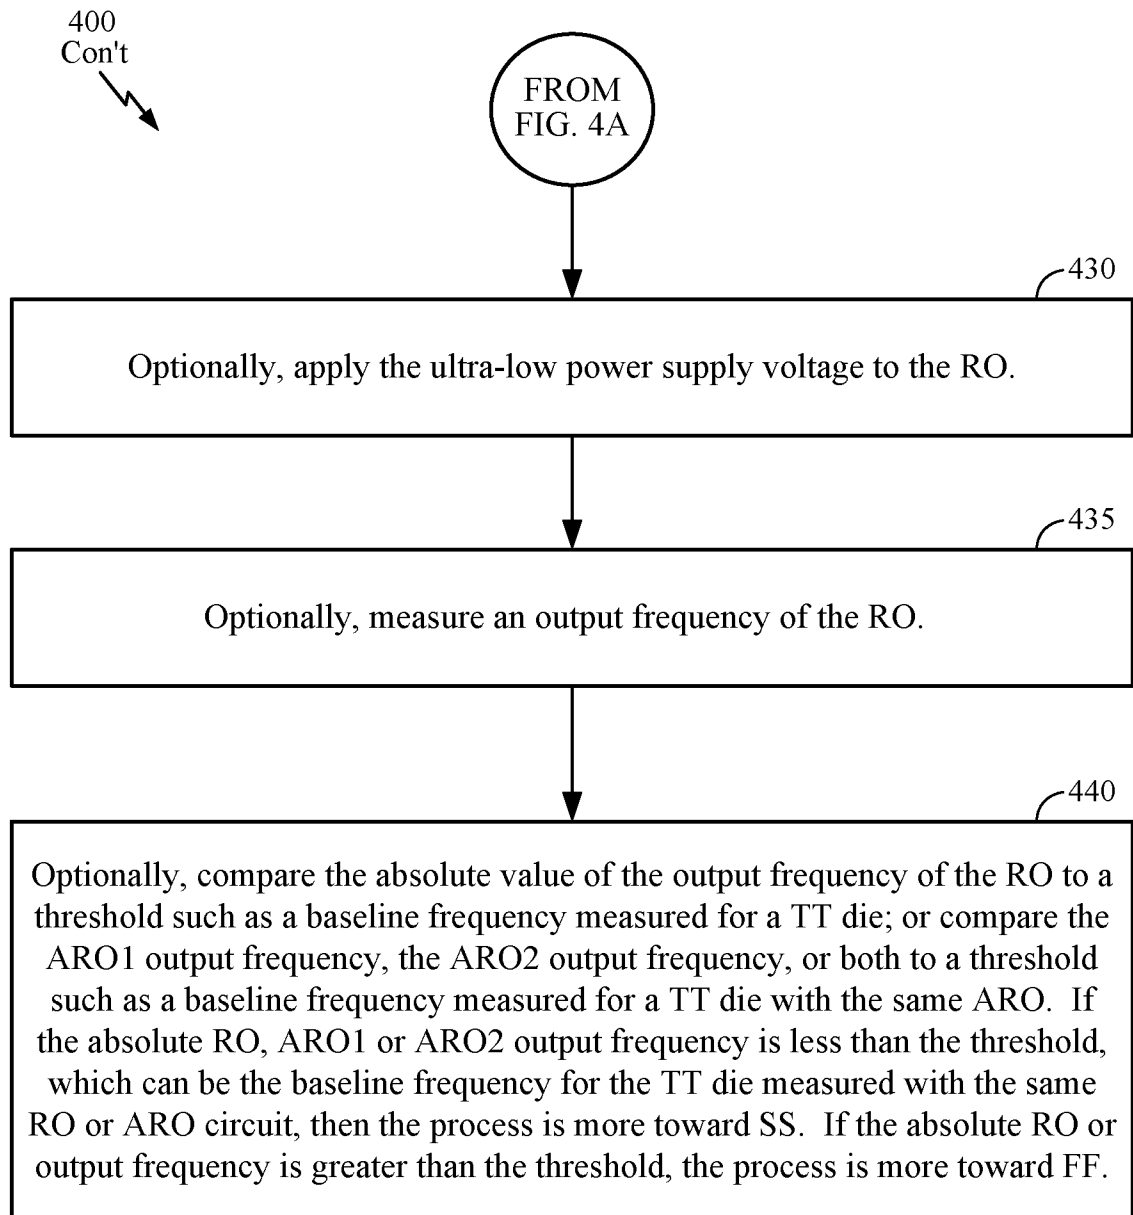 400
Con't
FROM
FIG. 4A
430
Optionally, apply the ultra-low power supply voltage to the RO.
435
Optionally, measure an output frequency of the RO.
440
Optionally, compare the absolute value of the output frequency of the RO to a
threshold such as a baseline frequency measured for a TT die; or compare the
ARO1 output frequency, the ARO2 output frequency, or both to a threshold
such as a baseline frequency measured for a TT die with the same ARO.  If
the absolute RO, ARO1 or ARO2 output frequency is less than the threshold,
which can be the baseline frequency for the TT die measured with the same
RO or ARO circuit, then the process is more toward SS.  If the absolute RO or
output frequency is greater than the threshold, the process is more toward FF.